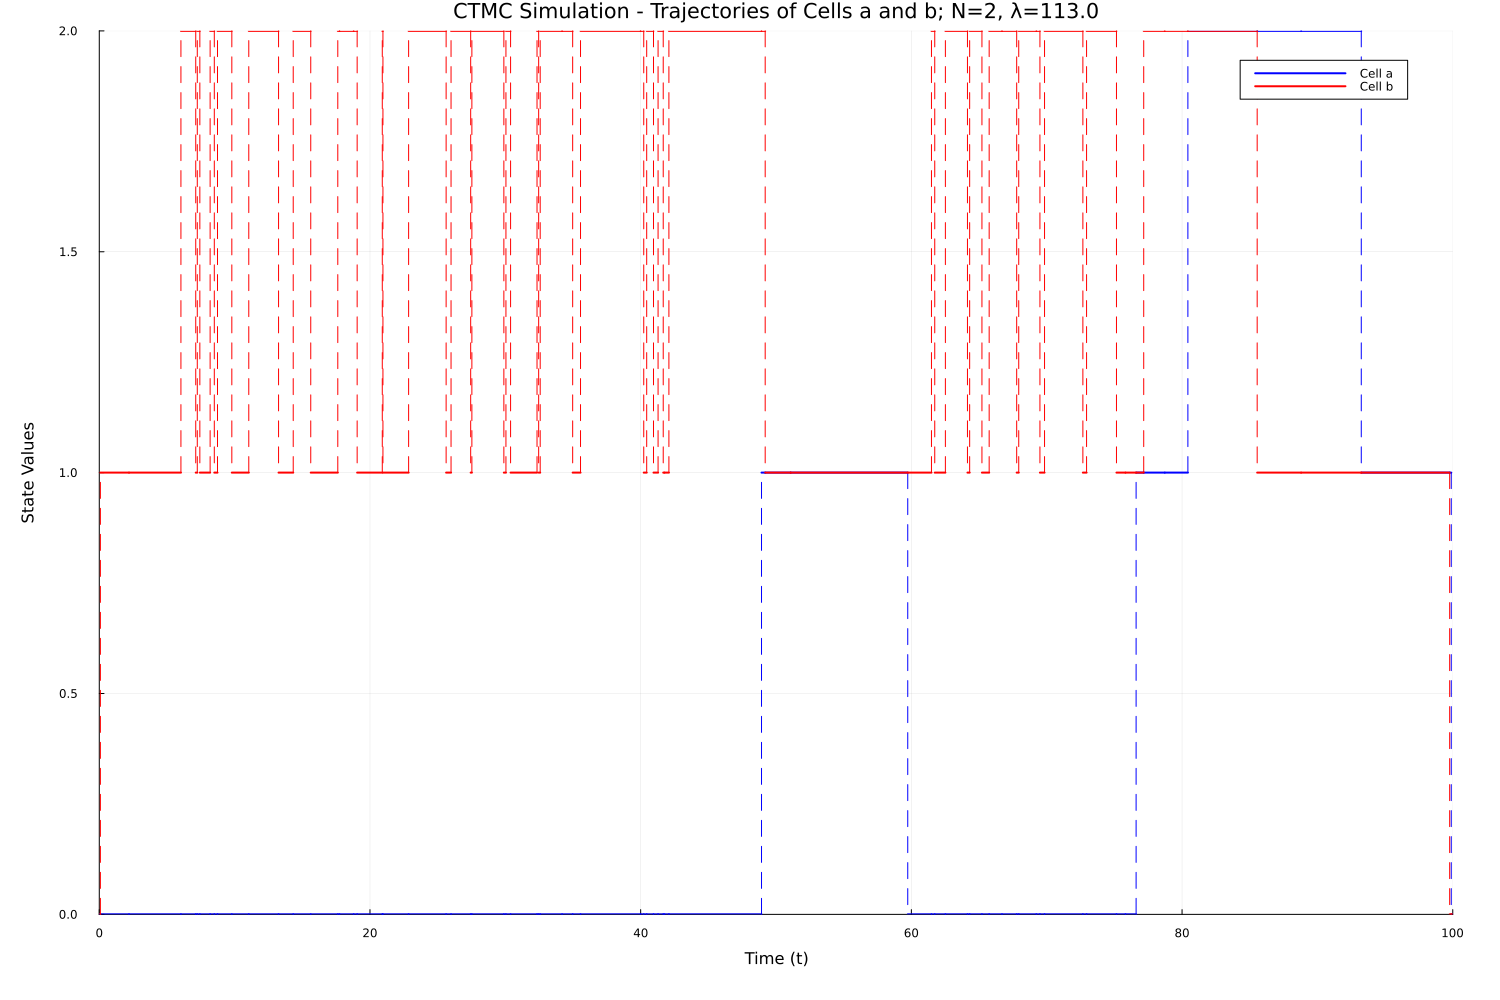 CTMC Simulation - Trajectories of Cells a and b; N=2, λ=113.0
2.0
Cell a
Cell b
1.5
1.0
State Values
0.5
0.0
0 20 40 60 80 100
Time (t)